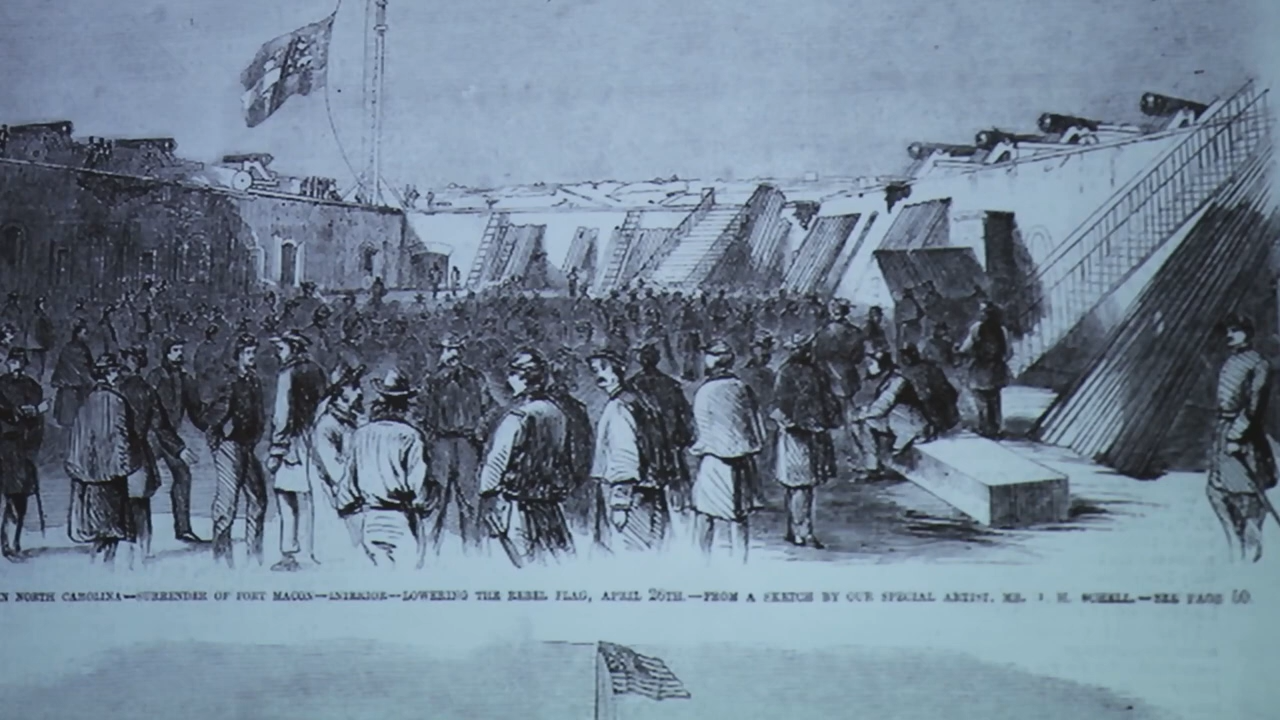 N NORTH CAROLINA—SURRENDER OF FORT MACON—INTERIOR—LOWERING THE REBEL FLAG, APRIL 26TH.—FROM A SKETCH BY OUR SPECIAL ARTIST, MR. J. H. SCHELL.—SEE PAGE